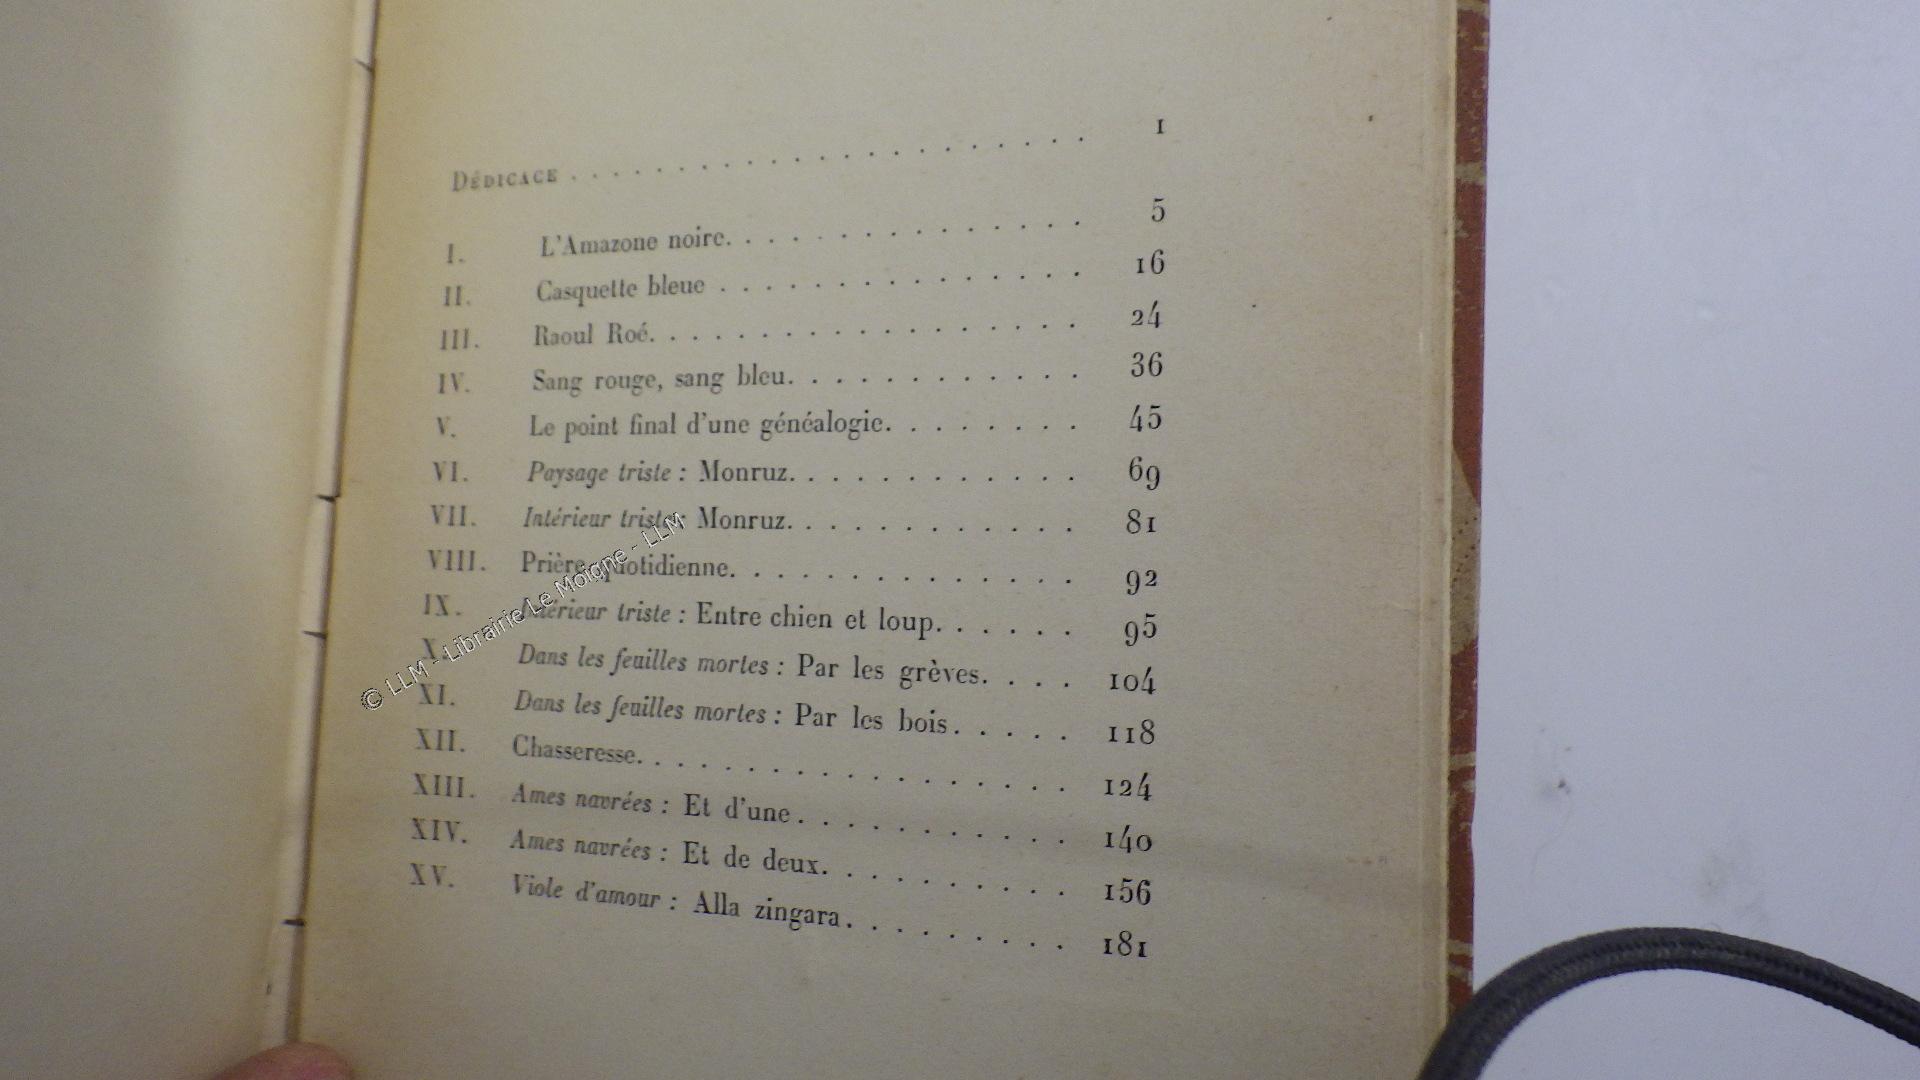 DÉDICACE . . . . . . . . . . . . . . . . . . . . 1
I. L'Amazone noire. . . . . . . . . . . . . . . 5
II. Casquette bleue . . . . . . . . . . . . . . 16
III. Raoul Roé. . . . . . . . . . . . . . . . . 24
IV. Sang rouge, sang bleu. . . . . . . . . . . . 36
V. Le point final d'une généalogie. . . . . . . . 45
VI. Paysage triste : Monruz. . . . . . . . . . . . 69
VII. Intérieur triste : Monruz. . . . . . . . . . . . 81
VIII. Prière quotidienne. . . . . . . . . . . . . . 92
IX. Intérieur triste : Entre chien et loup. . . . . . 95
X. Dans les feuilles mortes : Par les grèves. . . . 104
XI. Dans les feuilles mortes : Par les bois. . . . . 118
XII. Chasseresse. . . . . . . . . . . . . . . . . 124
XIII. Ames navrées : Et d'une. . . . . . . . . . . 140
XIV. Ames navrées : Et de deux. . . . . . . . . . 156
XV. Viole d'amour : Alla zingara. . . . . . . . . 181
© LLM - Librairie Le Moigne - LLM